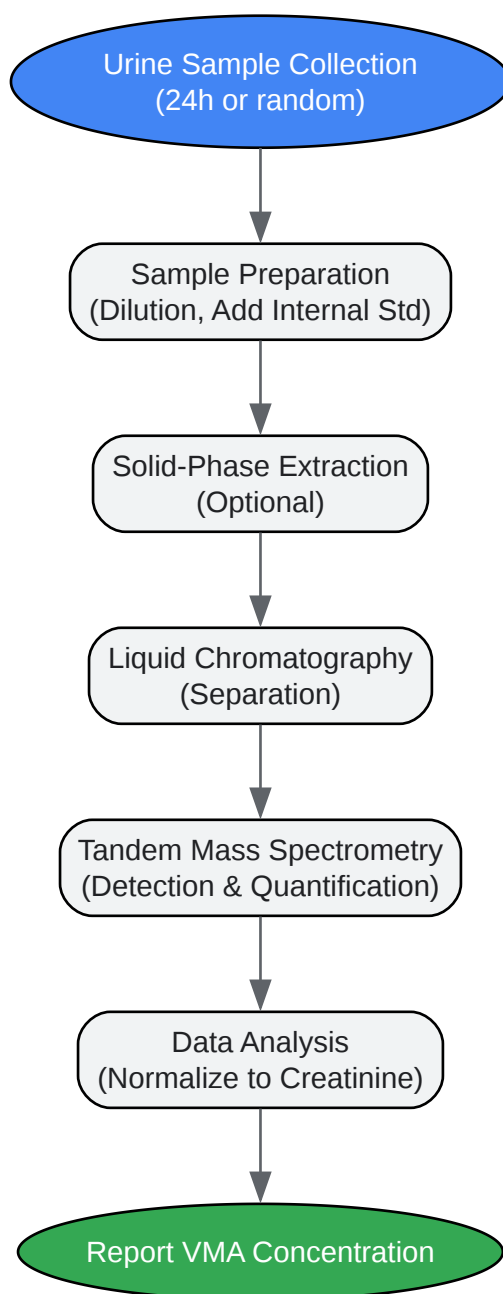 Urine Sample Collection
(24h or random)
Sample Preparation
(Dilution, Add Internal Std)
Solid-Phase Extraction
(Optional)
Liquid Chromatography
(Separation)
Tandem Mass Spectrometry
(Detection & Quantification)
Data Analysis
(Normalize to Creatinine)
Report VMA Concentration